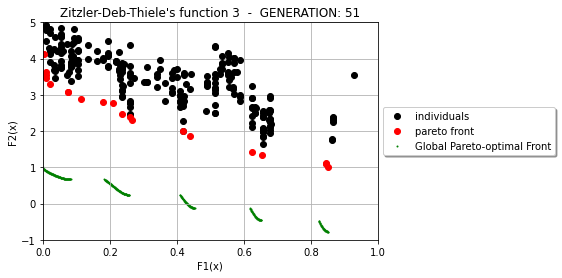 Zitzler-Deb-Thiele's function 3 - GENERATION: 51
5
4
3
2
1
0
−1
F2(x)
0.0 0.2 0.4 0.6 0.8 1.0
F1(x)
individuals
pareto front
Global Pareto-optimal Front